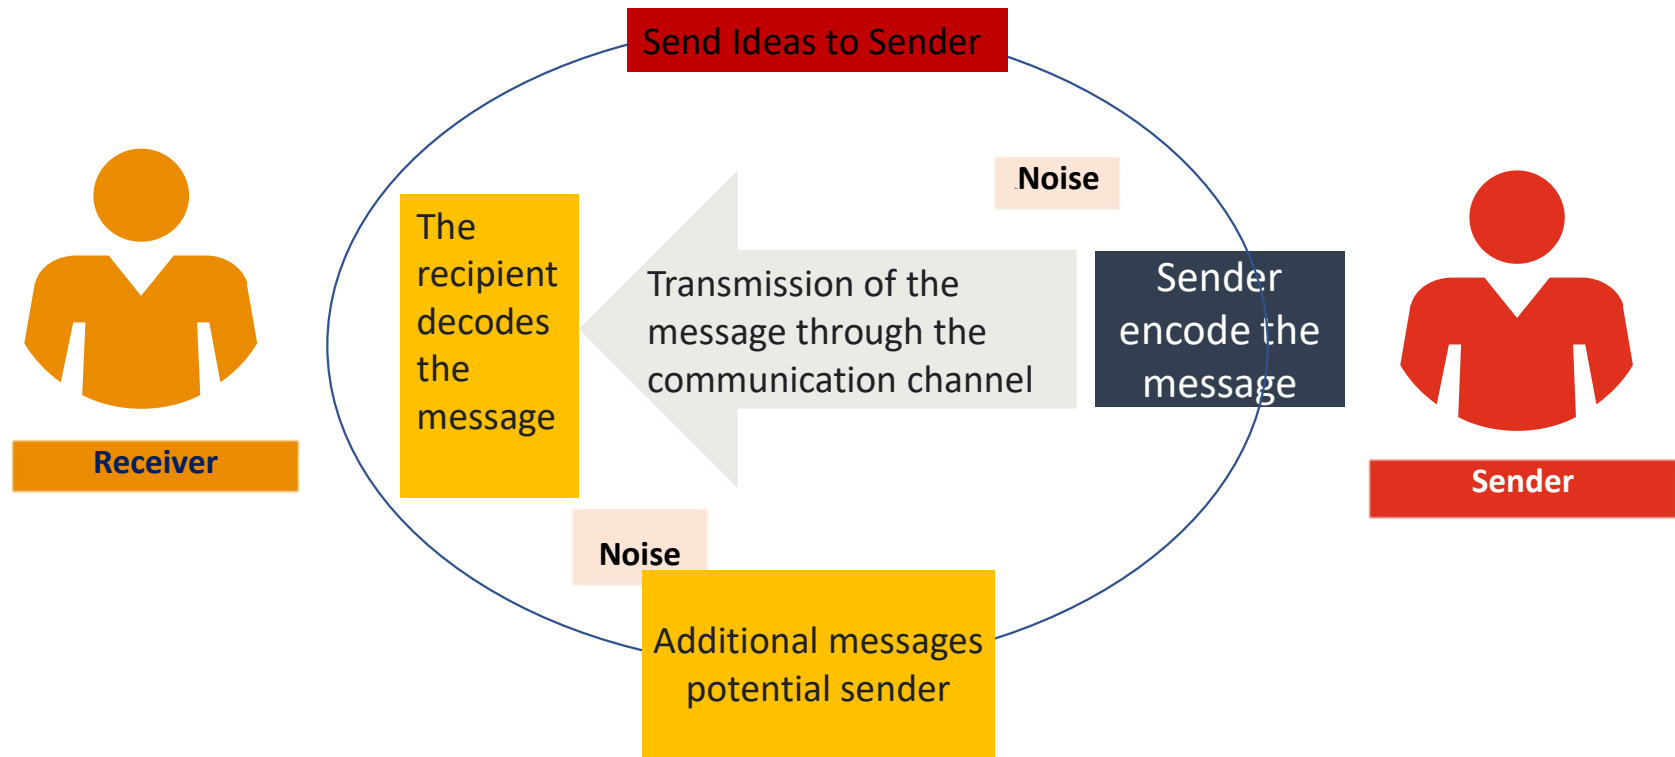 Send Ideas to Sender
.Noise
The
recipient
decodes
the
message
Transmission of the
message through the
communication channel
Sender
encode the
message
Receiver
Sender
Noise
Additional messages
potential sender